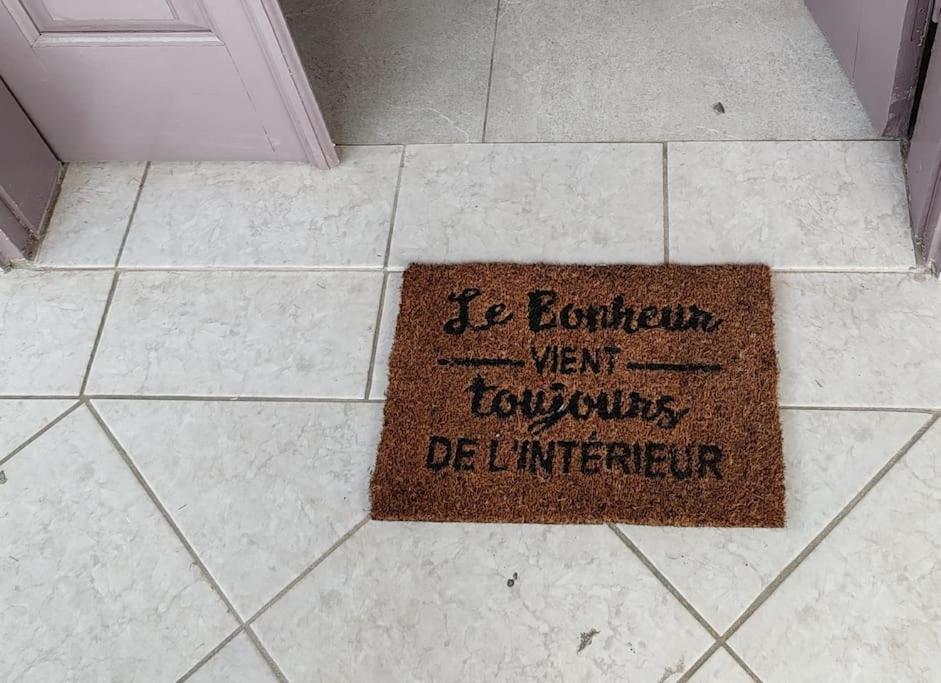 Le Bonheur
VIENT
toujours
DE L'INTÉRIEUR